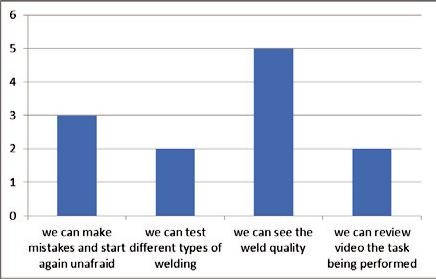 6
5
4
3
2
1
0
we can make mistakes and start again unafraid
we can test different types of welding
we can see the weld quality
we can review video the task being performed